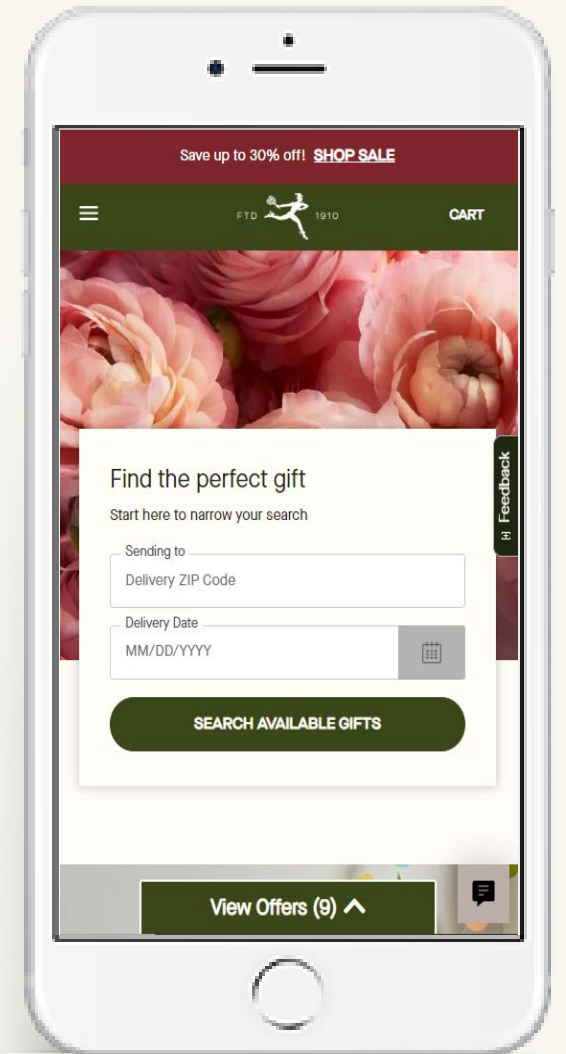 Save up to 30% off! SHOP SALE
FTD 1910
CART
Find the perfect gift
Start here to narrow your search
Sending to
Delivery ZIP Code
Delivery Date
MM/DD/YYYY
SEARCH AVAILABLE GIFTS
[+] Feedback
View Offers (9)